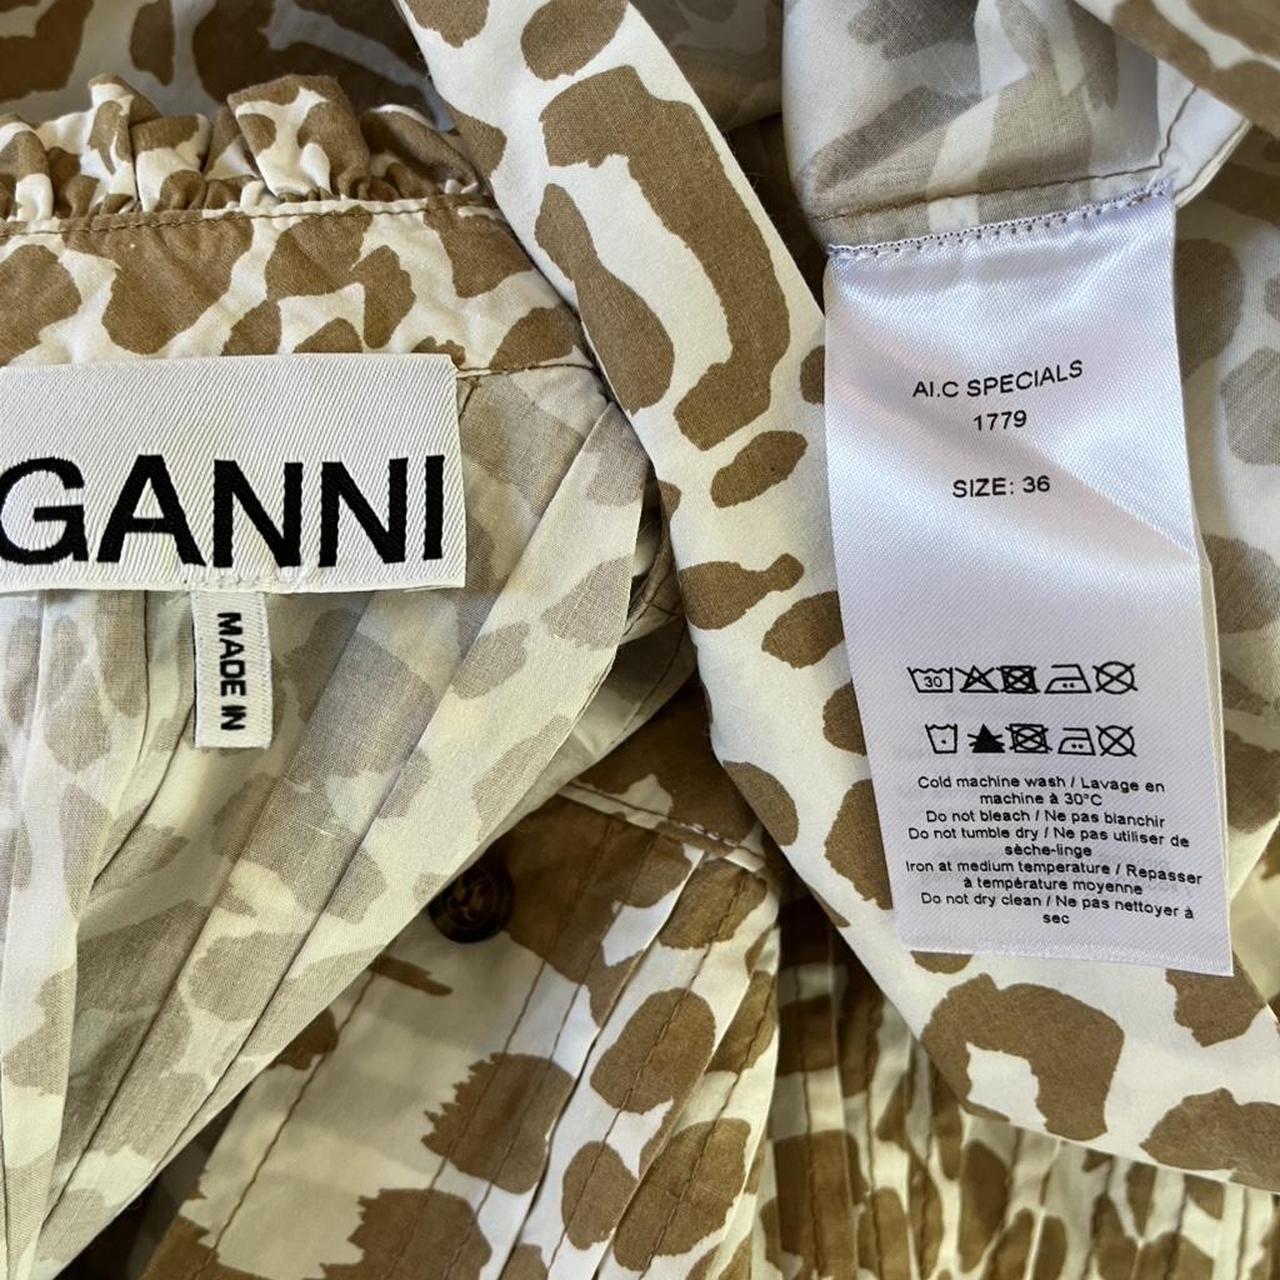 GANNI
MADE IN
AI.C SPECIALS
1779
SIZE: 36
30
Cold machine wash / Lavage en
machine à 30°C
Do not bleach / Ne pas blanchir
Do not tumble dry / Ne pas utiliser de
sèche-linge
Iron at medium temperature / Repasser
à température moyenne
Do not dry clean / Ne pas nettoyer à
sec